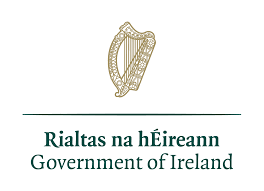 Rialtas na hÉireann
Government of Ireland